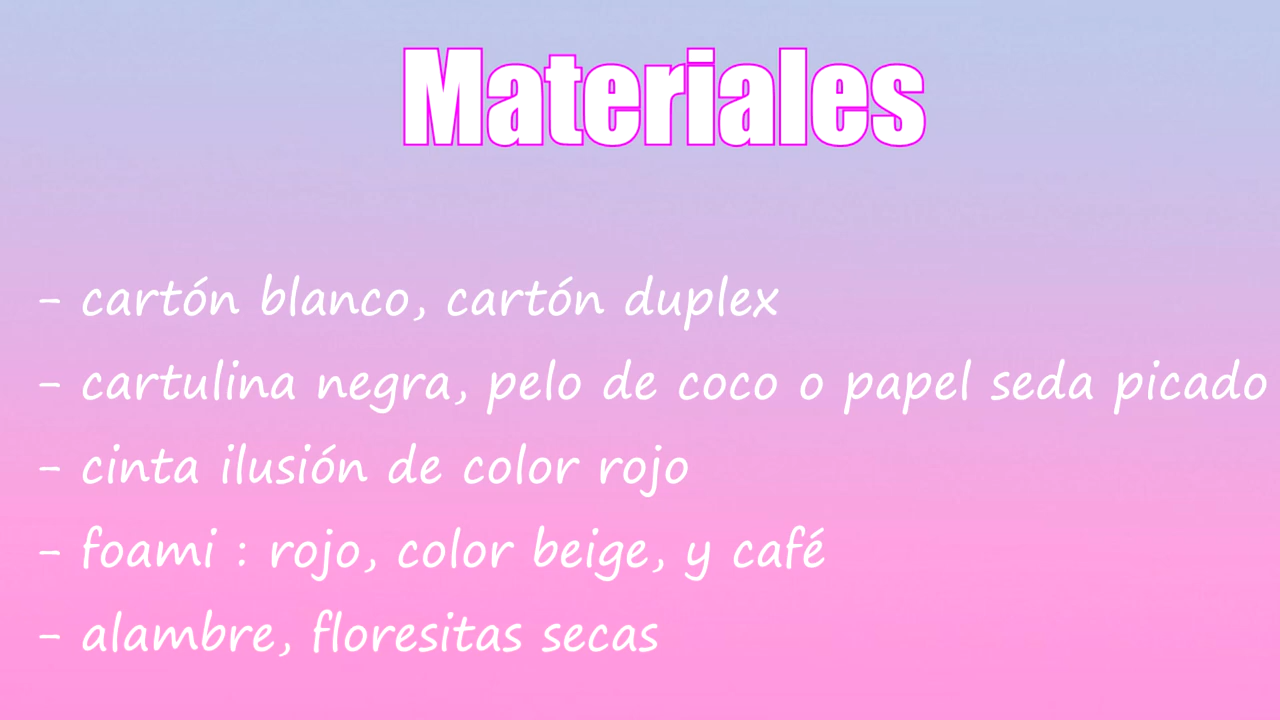 Materiales
- cartón blanco, cartón duplex
- cartulina negra, pelo de coco o papel seda picado
- cinta ilusión de color rojo
- foami : rojo, color beige, y café
- alambre, floresitas secas